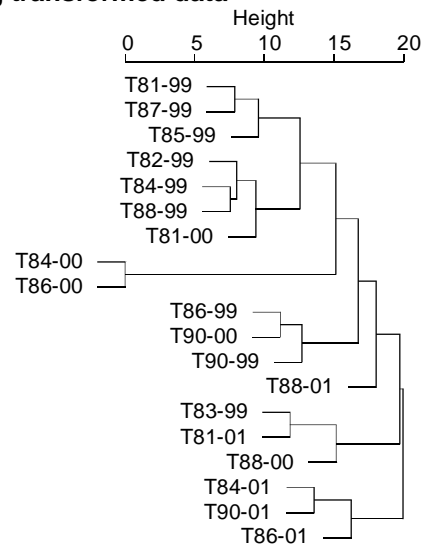 transformed data
Height
0 5 10 15 20
T81-99
T87-99
T85-99
T82-99
T84-99
T88-99
T81-00
T84-00
T86-00
T86-99
T90-00
T90-99
T88-01
T83-99
T81-01
T88-00
T84-01
T90-01
T86-01